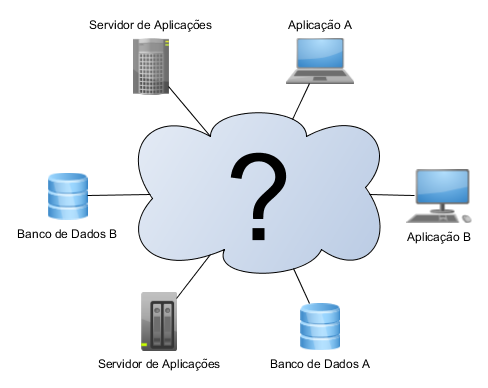 Servidor de Aplicações
Aplicação A
?
Banco de Dados B
Aplicação B
Servidor de Aplicações
Banco de Dados A